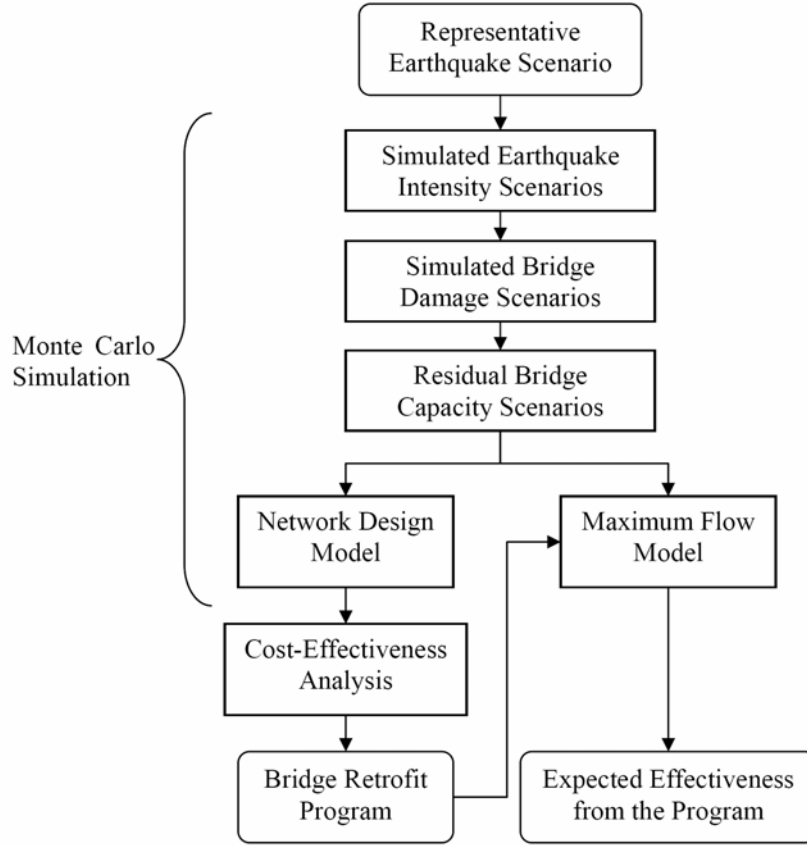 Representative
Earthquake Scenario
Simulated Earthquake
Intensity Scenarios
Simulated Bridge
Damage Scenarios
Monte Carlo
Simulation
Residual Bridge
Capacity Scenarios
Network Design
Model
Maximum Flow
Model
Cost-Effectiveness
Analysis
Bridge Retrofit
Program
Expected Effectiveness
from the Program